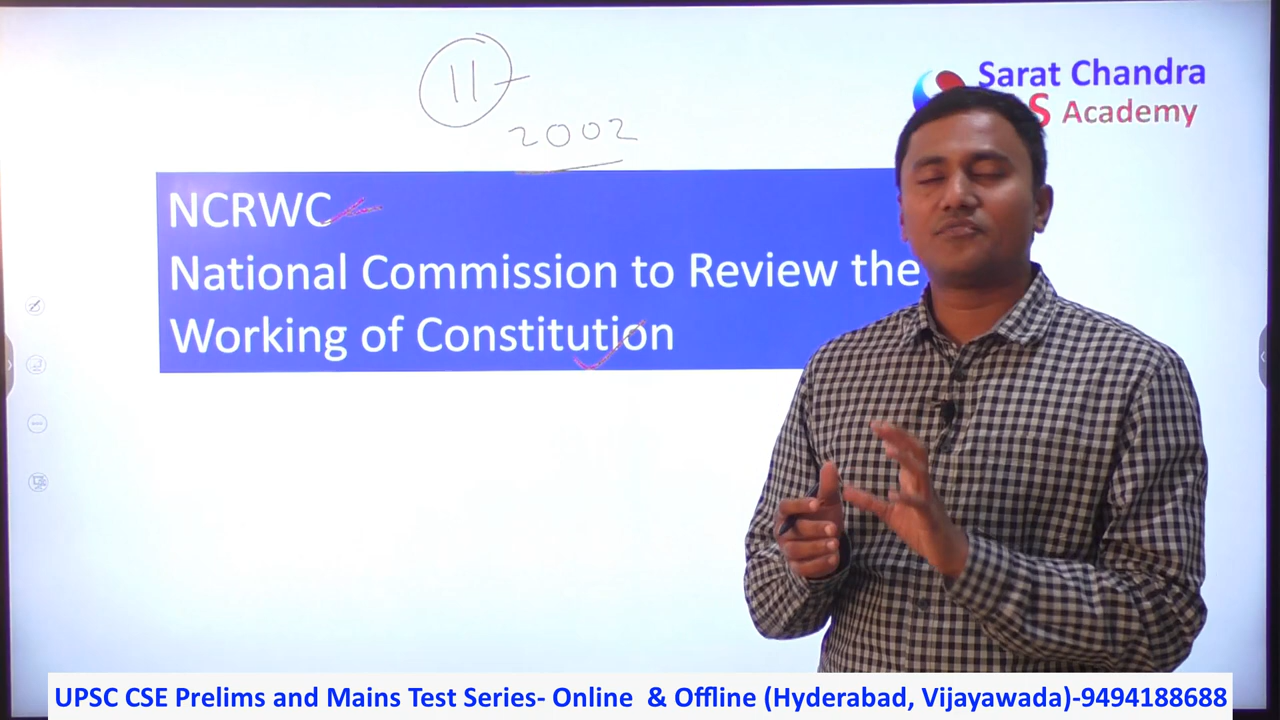 11
2002
Sarat Chandra
S Academy
NCRWC
National Commission to Review the
Working of Constitution
UPSC CSE Prelims and Mains Test Series- Online & Offline (Hyderabad, Vijayawada)-9494188688